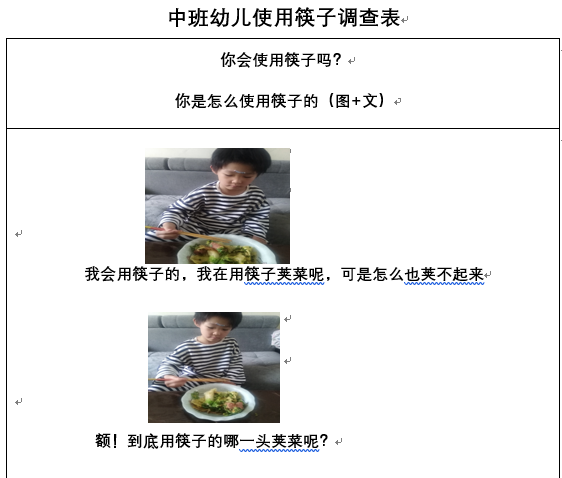 中班幼儿使用筷子调查表
你会使用筷子吗？
你是怎么使用筷子的（图+文）
我会用筷子的，我在用筷子荚菜呢，可是怎么也荚不起来
额！到底用筷子的哪一头荚菜呢？